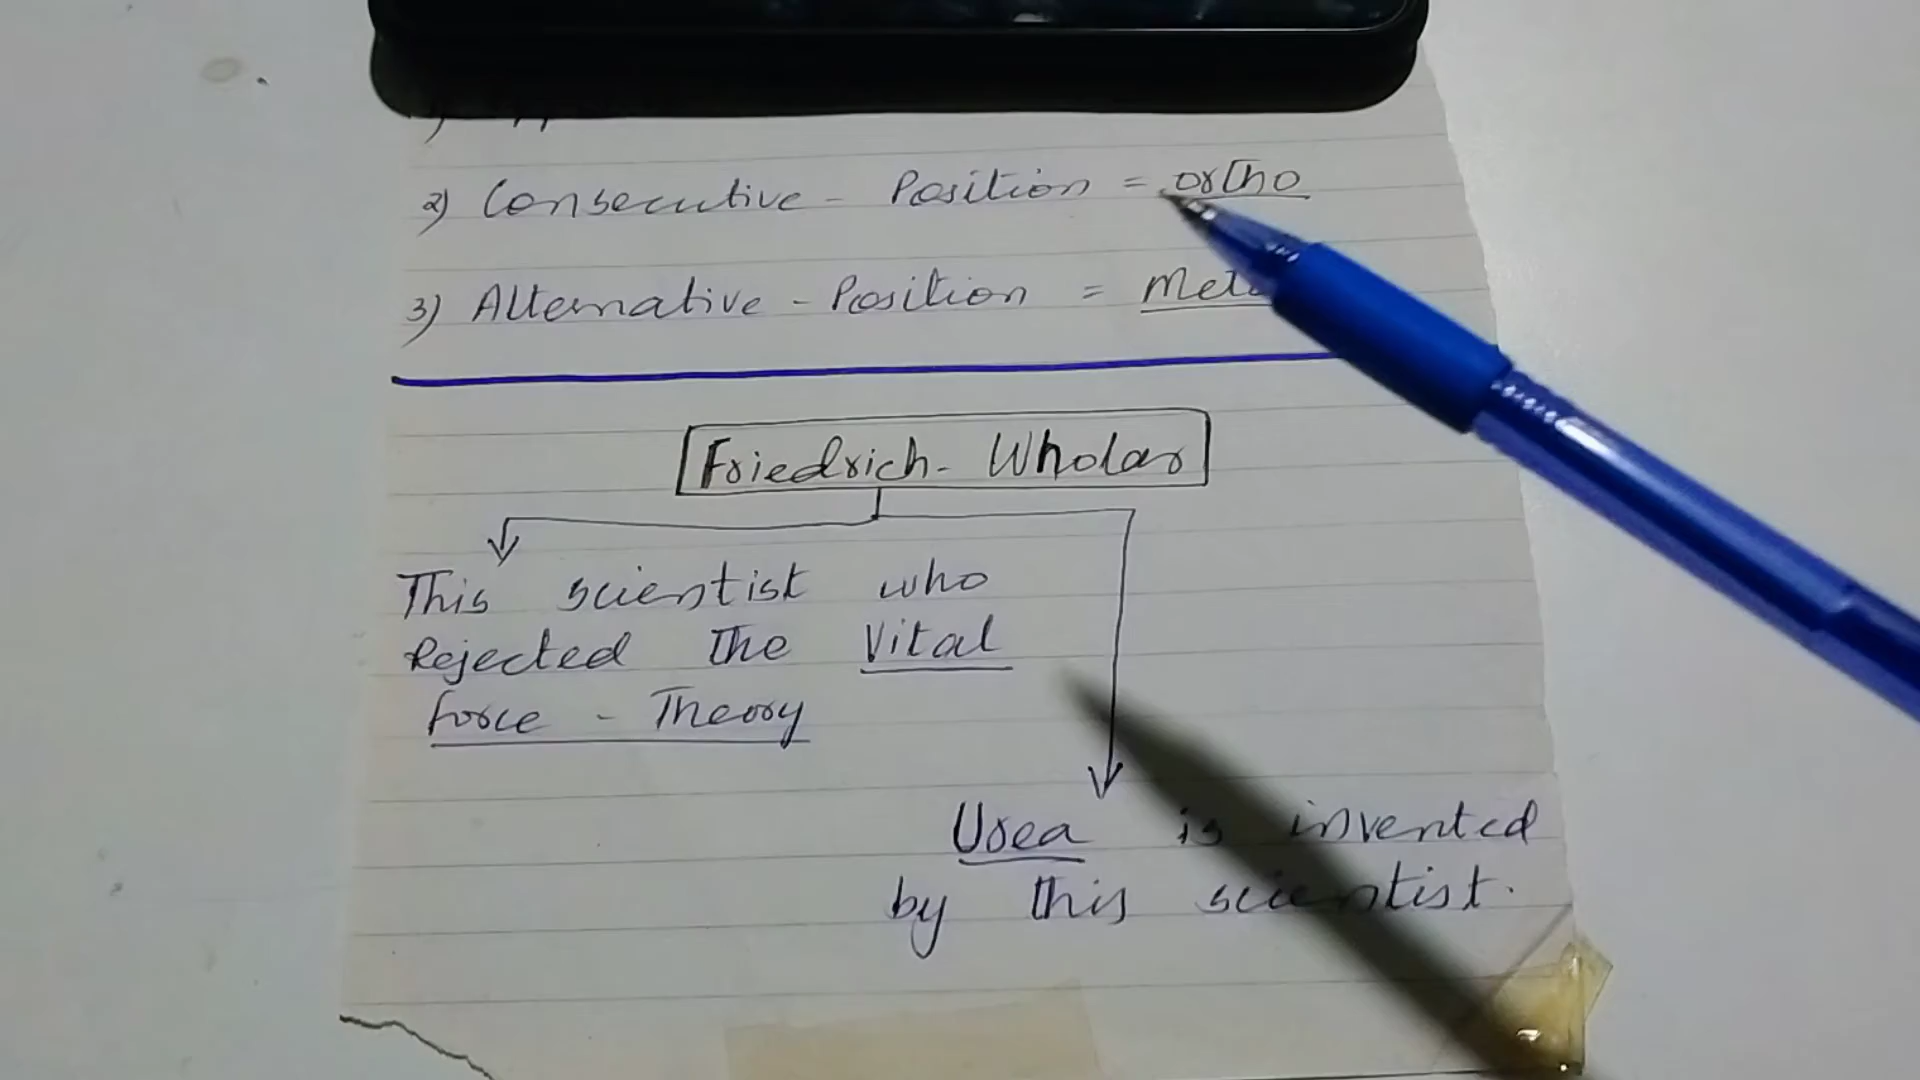 2) Consecutive - Position = ortho
3) Alternative - Position = Meta
Friedrich - Wholar
This scientist who
Rejected The Vital
force - Theory
Urea is invented
by this scientist.